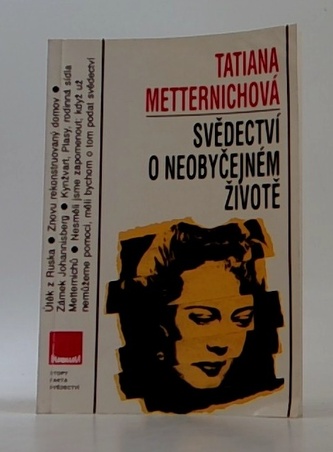 TATIANA
METTERNICHOVÁ
SVĚDECTVÍ
O NEOBYČEJNÉM
ŽIVOTĚ
Útěk z Ruska ● Znovu rekonstruovaný domov ●
Zámek Johannisberg ● Kynžvart, Plasy, rodinná sídla
Metternichů ● Nesměli jsme zapomenout; když už
nemůžeme pomoci, měli bychom o tom podat svědectví
STOPY
FAKTA
SVĚDECTVÍ